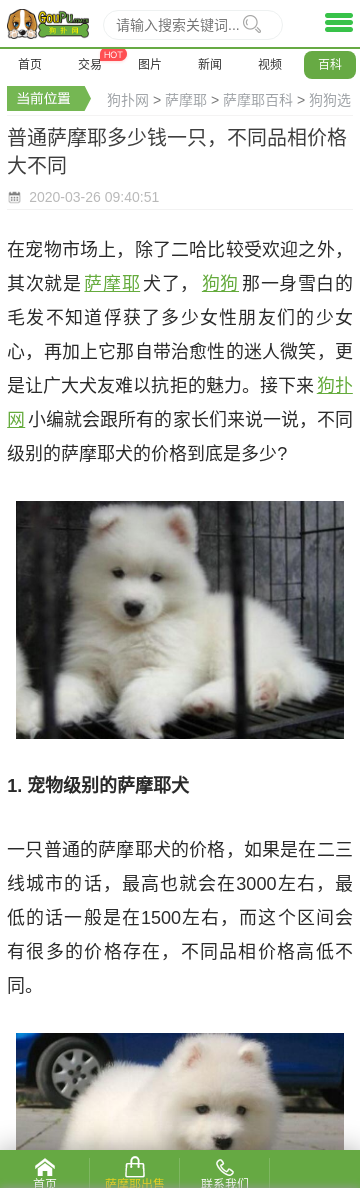 GouPu.net
狗扑网
请输入搜索关键词...
首页
交易
HOT
图片
新闻
视频
百科
当前位置
狗扑网 > 萨摩耶 > 萨摩耶百科 > 狗狗选
普通萨摩耶多少钱一只，不同品相价格
大不同
2020-03-26 09:40:51
在宠物市场上，除了二哈比较受欢迎之外，
其次就是萨摩耶犬了，狗狗那一身雪白的
毛发不知道俘获了多少女性朋友们的少女
心，再加上它那自带治愈性的迷人微笑，更
是让广大犬友难以抗拒的魅力。接下来狗扑
网小编就会跟所有的家长们来说一说，不同
级别的萨摩耶犬的价格到底是多少?
1. 宠物级别的萨摩耶犬
一只普通的萨摩耶犬的价格，如果是在二三
线城市的话，最高也就会在3000左右，最
低的话一般是在1500左右，而这个区间会
有很多的价格存在，不同品相价格高低不
同。
首页
萨摩耶出售
联系我们